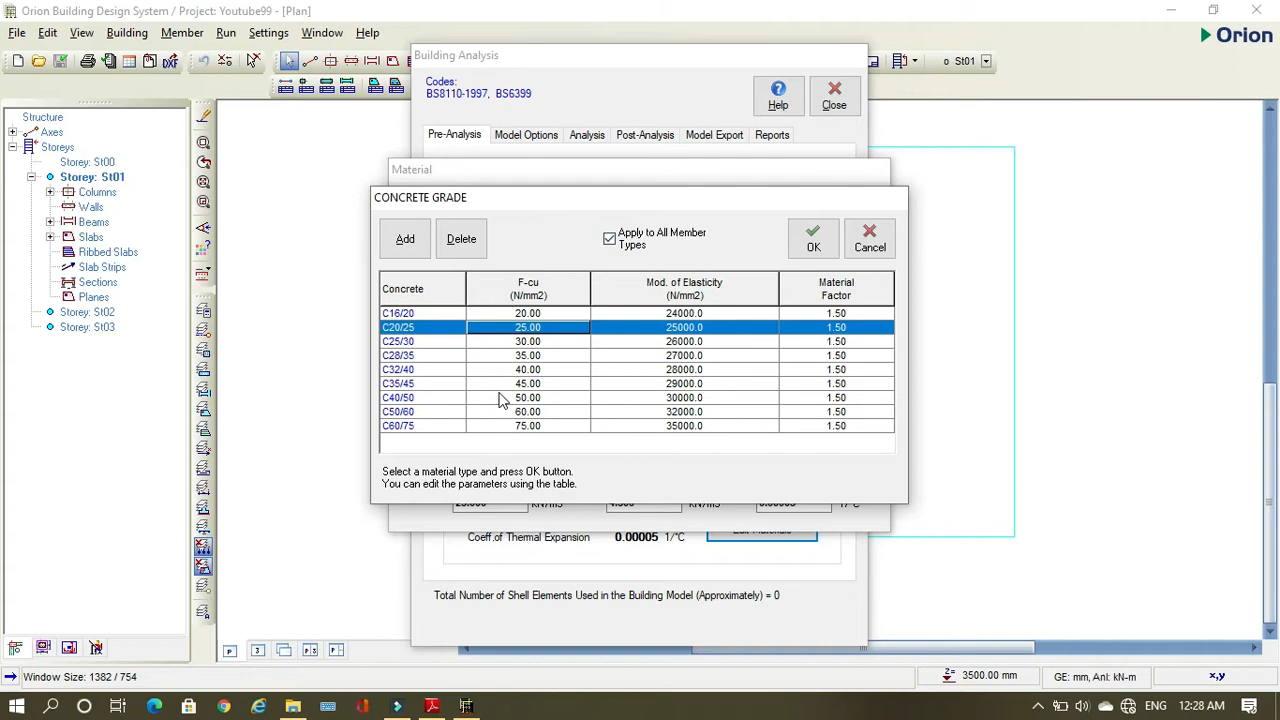 Orion Building Design System / Project: Youtube99 - [Plan]
File Edit View Building Member Run Settings Window Help
Orion
DXF
St01
Structure
Axes
Storeys
Storey: St00
Storey: St01
Columns
Walls
Beams
Slabs
Ribbed Slabs
Slab Strips
Sections
Planes
Storey: St02
Storey: St03
Building Analysis
Codes:
BS8110-1997, BS6399
Help
Close
Pre-Analysis Model Options Analysis Post-Analysis Model Export Reports
Material
CONCRETE GRADE
Add
Delete
Apply to All Member
Types
OK
Cancel
Concrete F-cu (N/mm2) Mod. of Elasticity (N/mm2) Material Factor
C16/20 20.00 24000.0 1.50
C20/25 25.00 25000.0 1.50
C25/30 30.00 26000.0 1.50
C28/35 35.00 27000.0 1.50
C32/40 40.00 28000.0 1.50
C35/45 45.00 29000.0 1.50
C40/50 50.00 30000.0 1.50
C50/60 60.00 32000.0 1.50
C60/75 75.00 35000.0 1.50
Select a material type and press OK button.
You can edit the parameters using the table.
Coeff.of Thermal Expansion 0.00005 1/°C
Total Number of Shell Elements Used in the Building Model (Approximately) = 0
Window Size: 1382 / 754
3500.00 mm
GE: mm, Anl: kN-m
x,y
ENG 12:28 AM